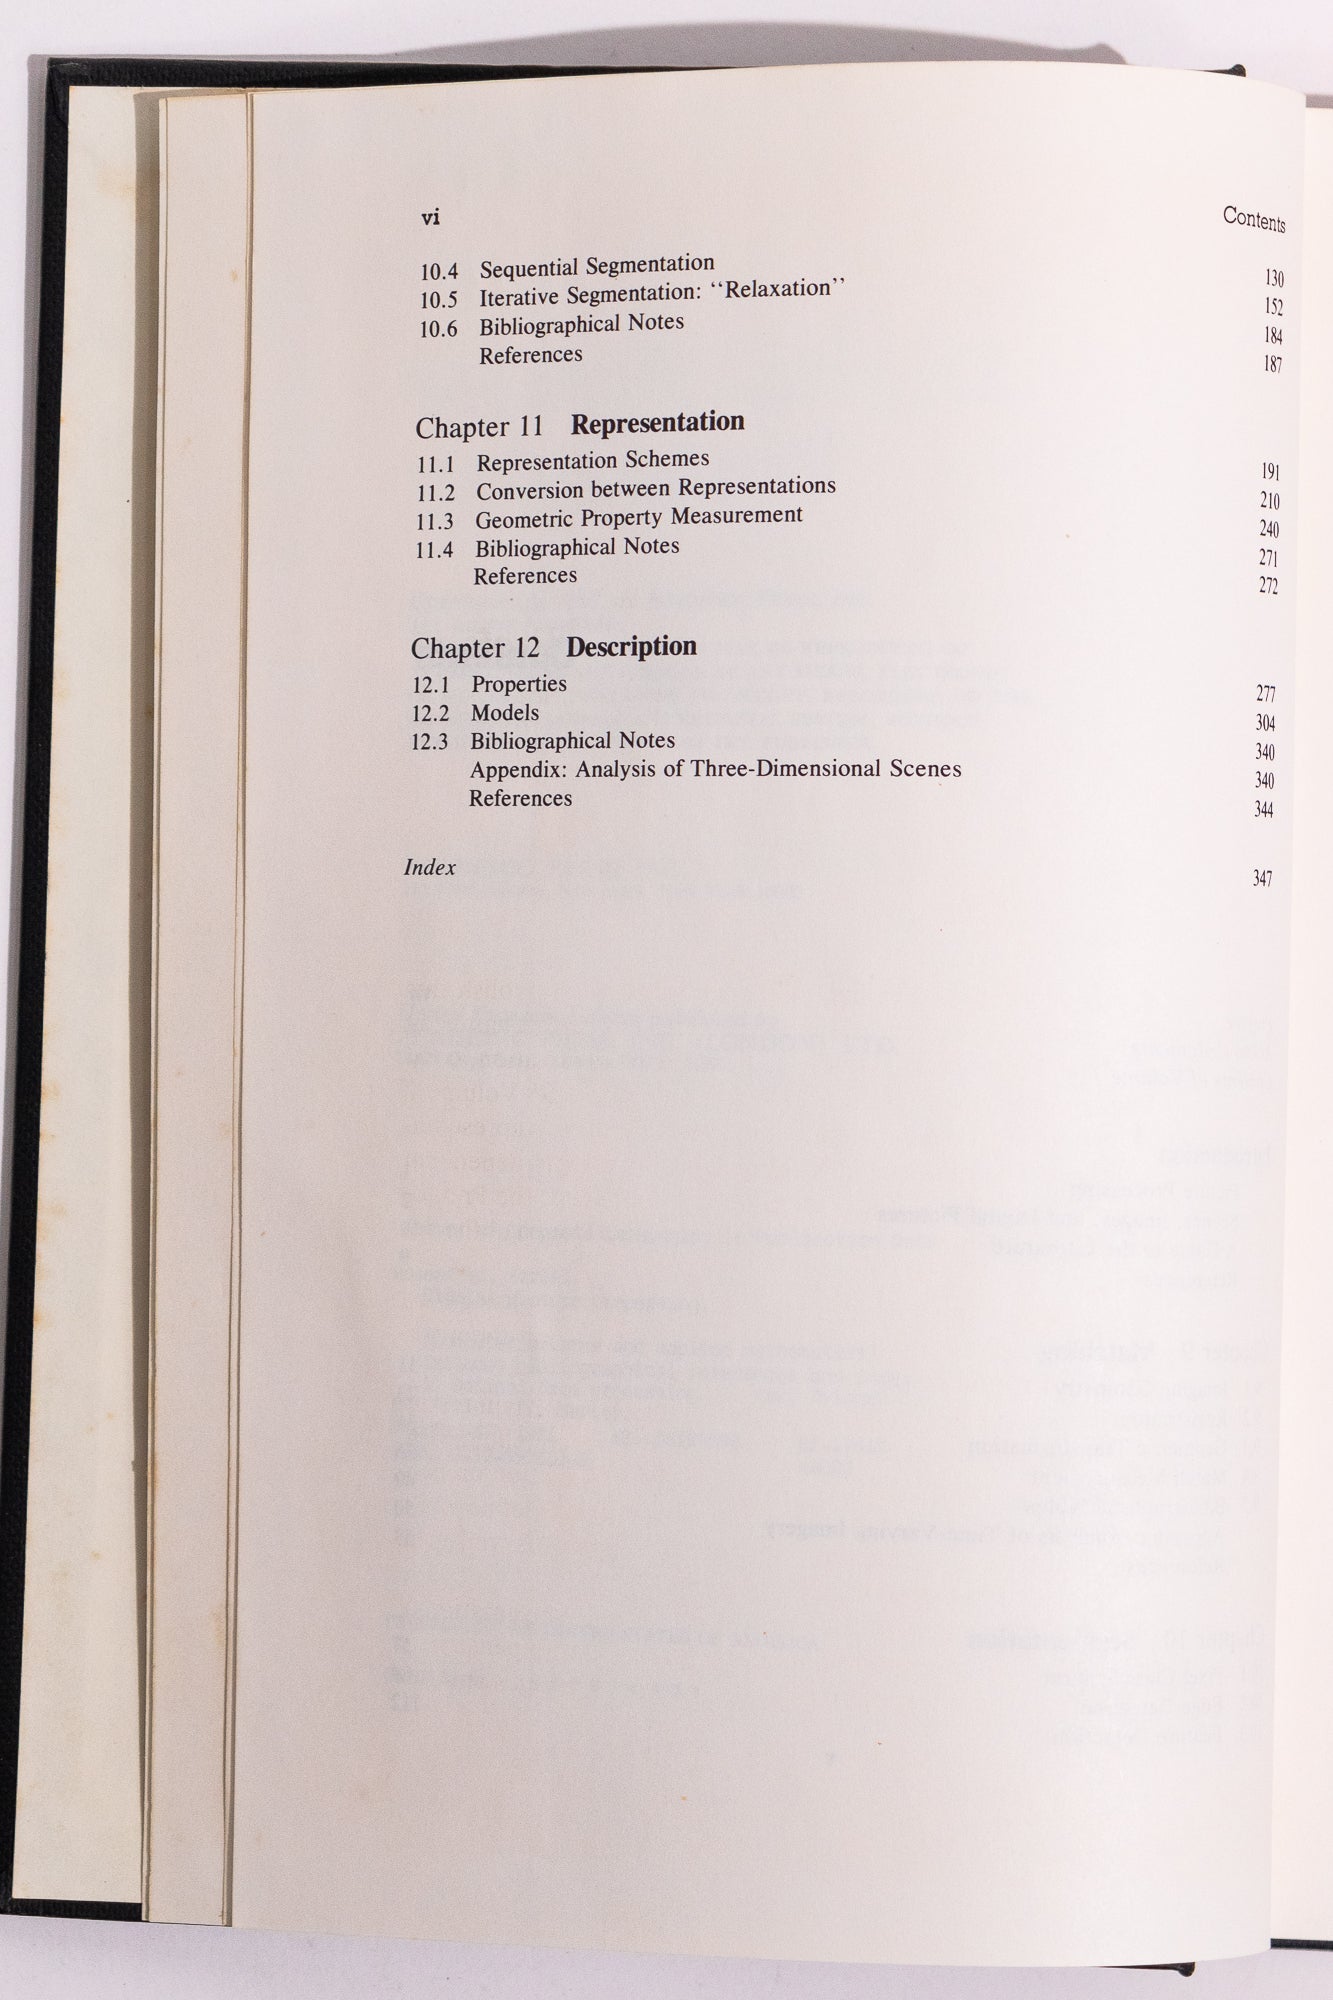 vi Contents
10.4 Sequential Segmentation 130
10.5 Iterative Segmentation: “Relaxation” 152
10.6 Bibliographical Notes 184
References 187
Chapter 11 Representation
11.1 Representation Schemes 191
11.2 Conversion between Representations 210
11.3 Geometric Property Measurement 240
11.4 Bibliographical Notes 271
References 272
Chapter 12 Description
12.1 Properties 277
12.2 Models 304
12.3 Bibliographical Notes 340
Appendix: Analysis of Three-Dimensional Scenes 340
References 344
Index 347